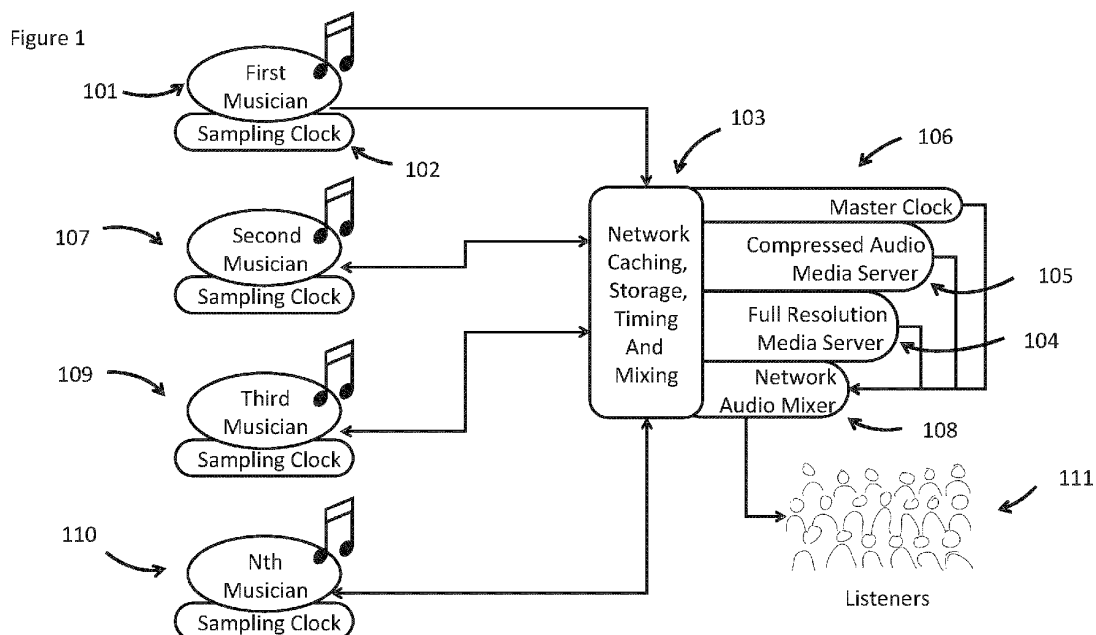 Figure 1
First
Musician
Sampling Clock
101
102
Second
Musician
Sampling Clock
107
Third
Musician
Sampling Clock
109
Nth
Musician
Sampling Clock
110
103
Network
Caching,
Storage,
Timing
And
Mixing
106
Master Clock
Compressed Audio
Media Server
105
Full Resolution
Media Server
104
Network
Audio Mixer
108
111
Listeners